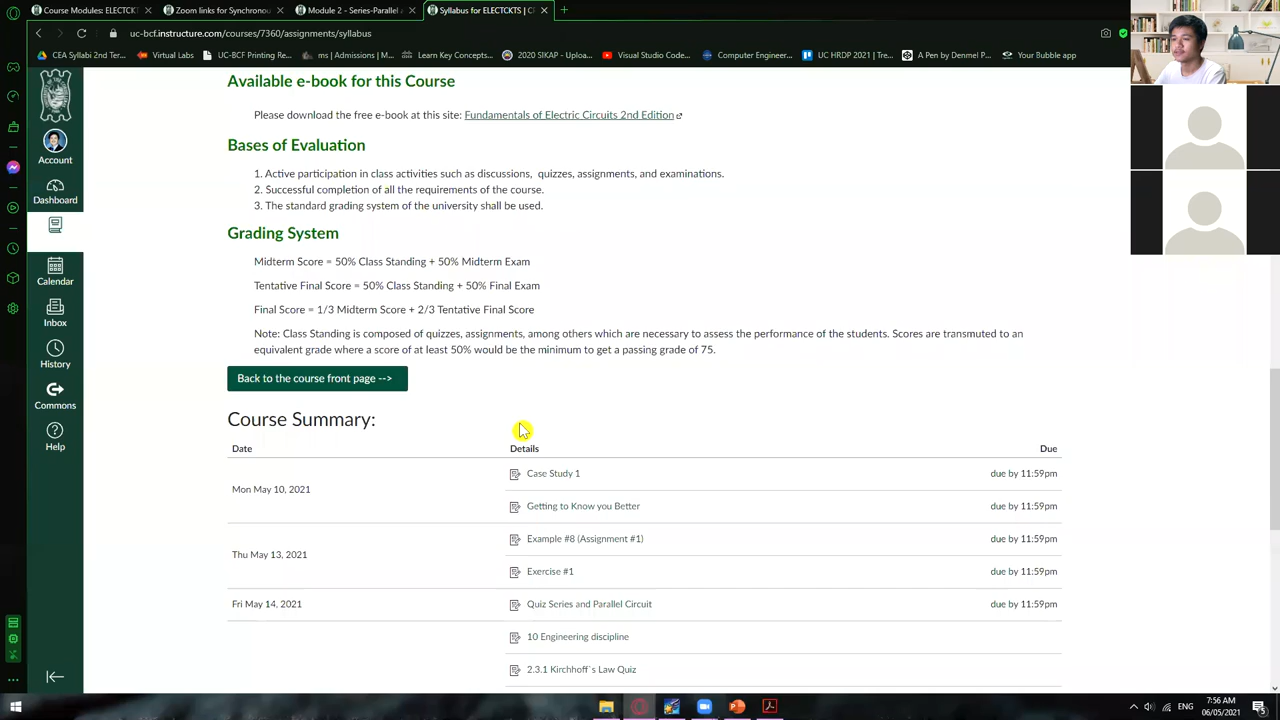 Course Modules: ELECTCKT
Zoom links for Synchronou
Module 2 - Series-Parallel
Syllabus for ELECTCKTS | CF
uc-bcf.instructure.com/courses/7360/assignments/syllabus
CEA Syllabi 2nd Ter...
Virtual Labs
UC-BCF Printing Re...
ms | Admissions | M...
Learn Key Concepts...
2020 SIKAP - Uploa...
Visual Studio Code...
Computer Engineer...
UC HRDP 2021 | Tre...
A Pen by Denmel P...
Your Bubble app
Account
Dashboard
Calendar
Inbox
History
Commons
Help
Available e-book for this Course
Please download the free e-book at this site: Fundamentals of Electric Circuits 2nd Edition
Bases of Evaluation
1. Active participation in class activities such as discussions, quizzes, assignments, and examinations.
2. Successful completion of all the requirements of the course.
3. The standard grading system of the university shall be used.
Grading System
Midterm Score = 50% Class Standing + 50% Midterm Exam
Tentative Final Score = 50% Class Standing + 50% Final Exam
Final Score = 1/3 Midterm Score + 2/3 Tentative Final Score
Note: Class Standing is composed of quizzes, assignments, among others which are necessary to assess the performance of the students. Scores are transmuted to an
equivalent grade where a score of at least 50% would be the minimum to get a passing grade of 75.
Back to the course front page -->
Course Summary:
Date Details Due
Case Study 1 due by 11:59pm
Mon May 10, 2021
Getting to Know you Better due by 11:59pm
Example #8 (Assignment #1) due by 11:59pm
Thu May 13, 2021
Exercise #1 due by 11:59pm
Fri May 14, 2021 Quiz Series and Parallel Circuit due by 11:59pm
10 Engineering discipline
2.3.1 Kirchhoff`s Law Quiz
ENG
7:56 AM
06/05/2021